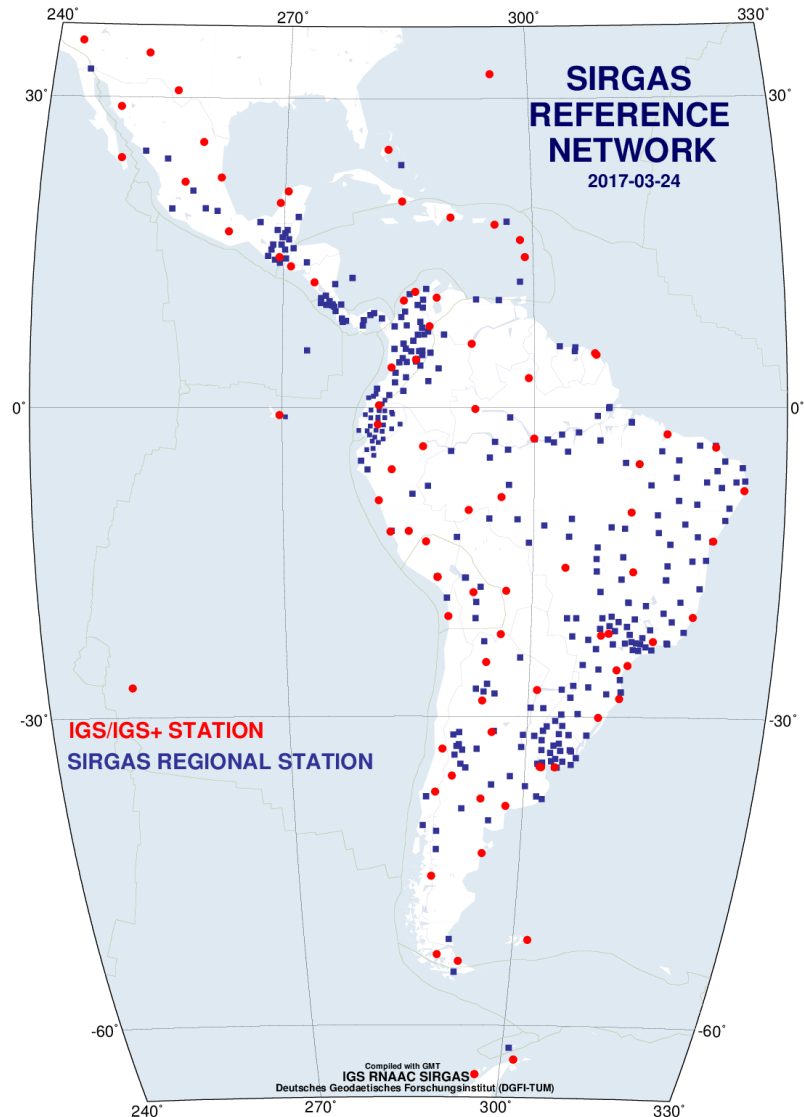 240˚ 270˚ 300˚ 330˚
SIRGAS
REFERENCE
NETWORK
2017-03-24
30˚ 30˚
0˚ 0˚
-30˚ -30˚
IGS/IGS+ STATION
SIRGAS REGIONAL STATION
-60˚ -60˚
Compiled with GMT
IGS RNAAC SIRGAS
Deutsches Geodaetisches Forschungsinstitut (DGFI-TUM)
240˚ 270˚ 300˚ 330˚